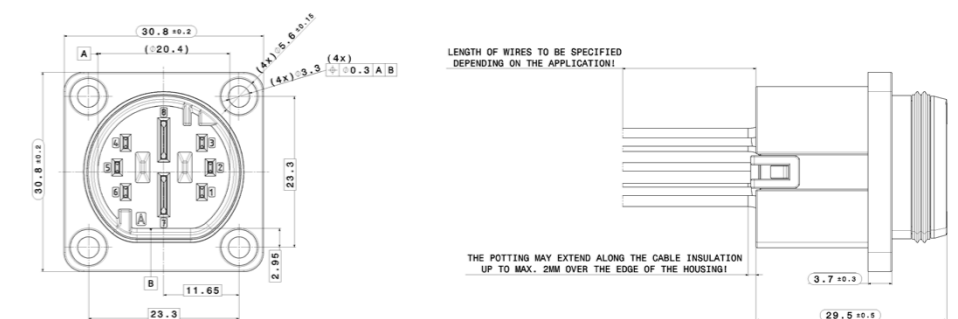 30.8 ±0.2
(∅20.4)
A
(4x)∅5.6 ±0.15
(4x)
(4x)∅3.3
⌖ ∅0.3 A B
30.8 ±0.2
8
4
3
5
2
6
1
A
7
23.3
2.95
B
11.65
23.3
LENGTH OF WIRES TO BE SPECIFIED
DEPENDING ON THE APPLICATION!
THE POTTING MAY EXTEND ALONG THE CABLE INSULATION
UP TO MAX. 2MM OVER THE EDGE OF THE HOUSING!
3.7 ±0.3
29.5 ±0.5